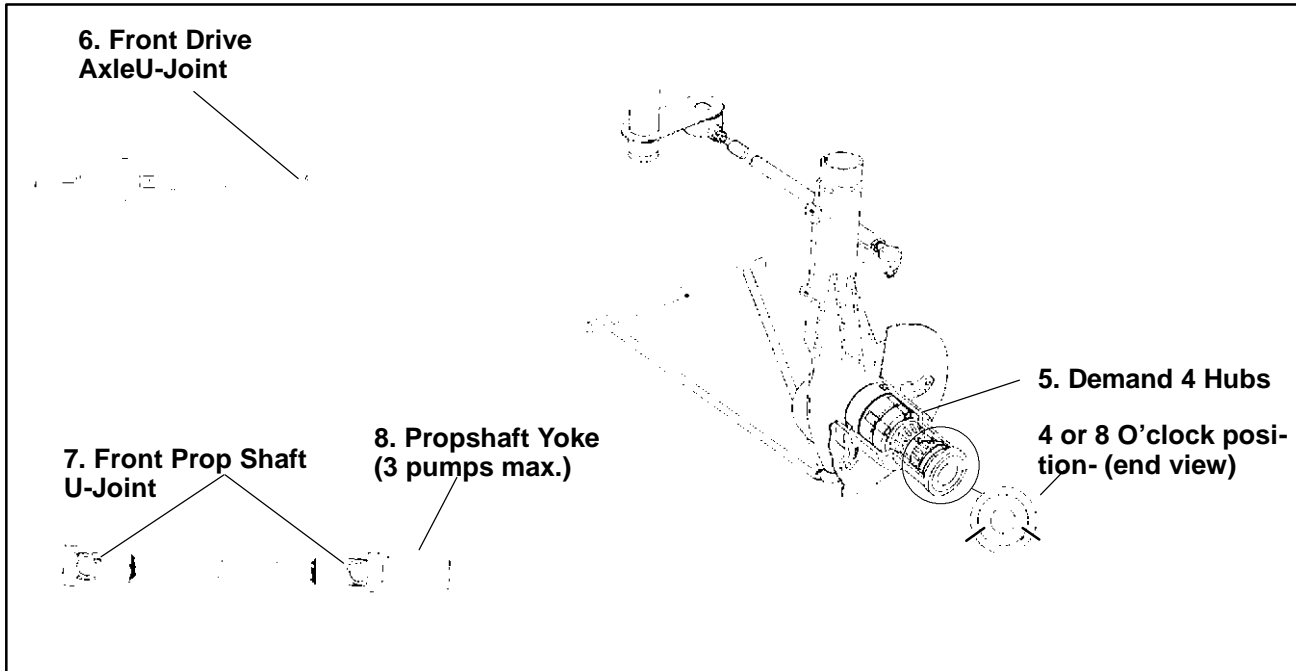 6. Front Drive
AxleU-Joint
5. Demand 4 Hubs
4 or 8 O'clock posi-
tion- (end view)
8. Propshaft Yoke
(3 pumps max.)
7. Front Prop Shaft
U-Joint